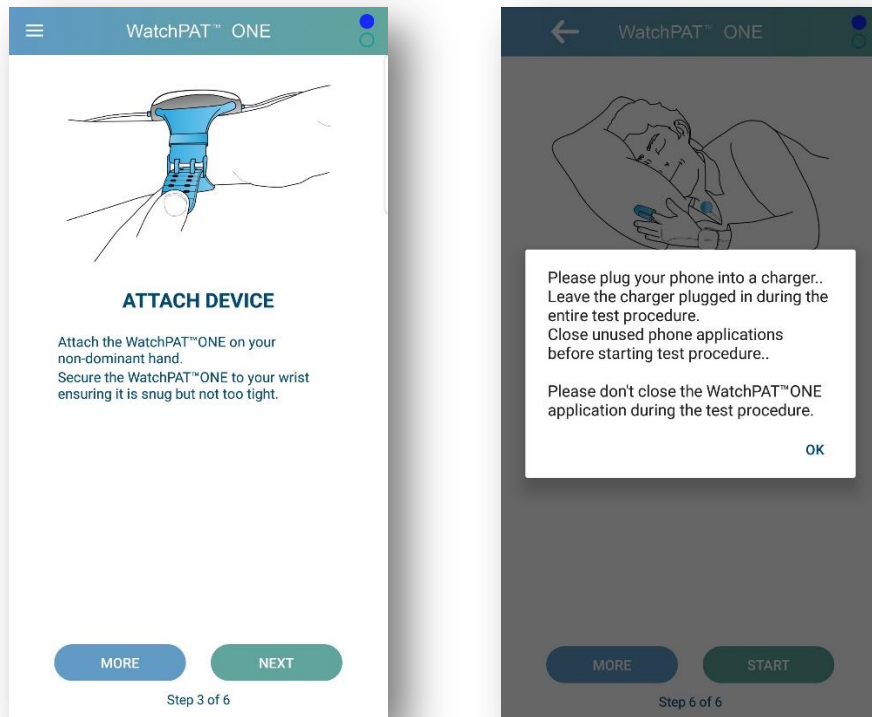 WatchPAT™ ONE
ATTACH DEVICE
Attach the WatchPAT™ONE on your
non-dominant hand.
Secure the WatchPAT™ONE to your wrist
ensuring it is snug but not too tight.
MORE
NEXT
Step 3 of 6
WatchPAT™ ONE
Please plug your phone into a charger..
Leave the charger plugged in during the
entire test procedure.
Close unused phone applications
before starting test procedure..
Please don't close the WatchPAT™ONE
application during the test procedure.
OK
MORE
START
Step 6 of 6